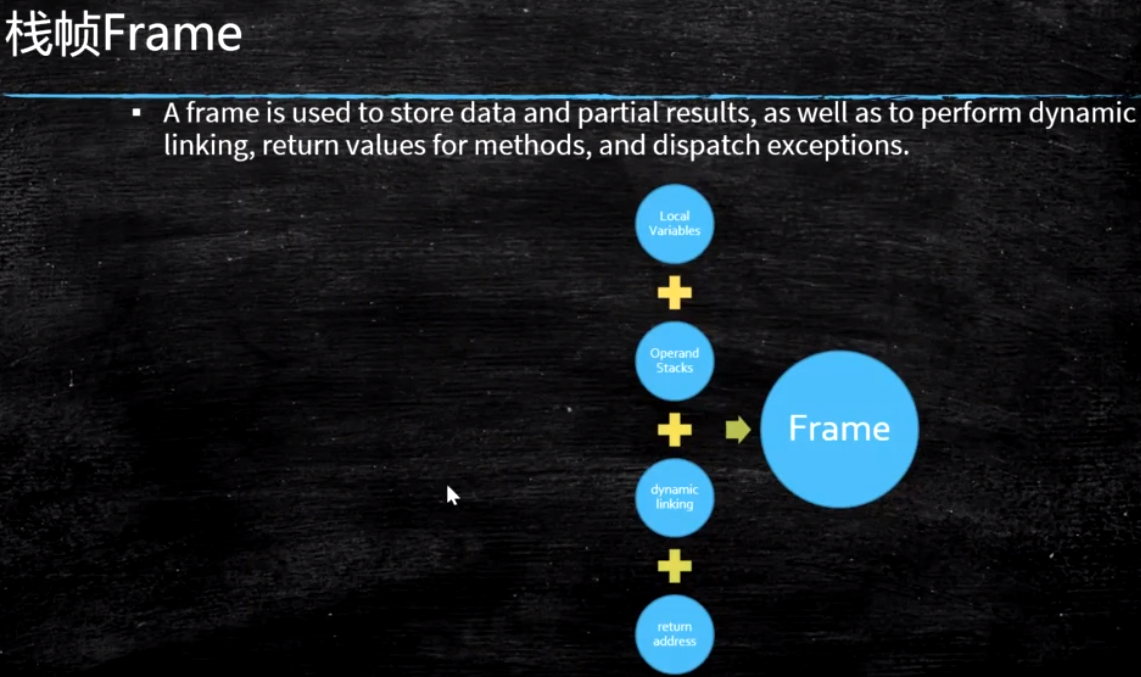 栈帧Frame
▪ A frame is used to store data and partial results, as well as to perform dynamic
linking, return values for methods, and dispatch exceptions.
Local
Variables
Operand
Stacks
dynamic
linking
return
address
Frame